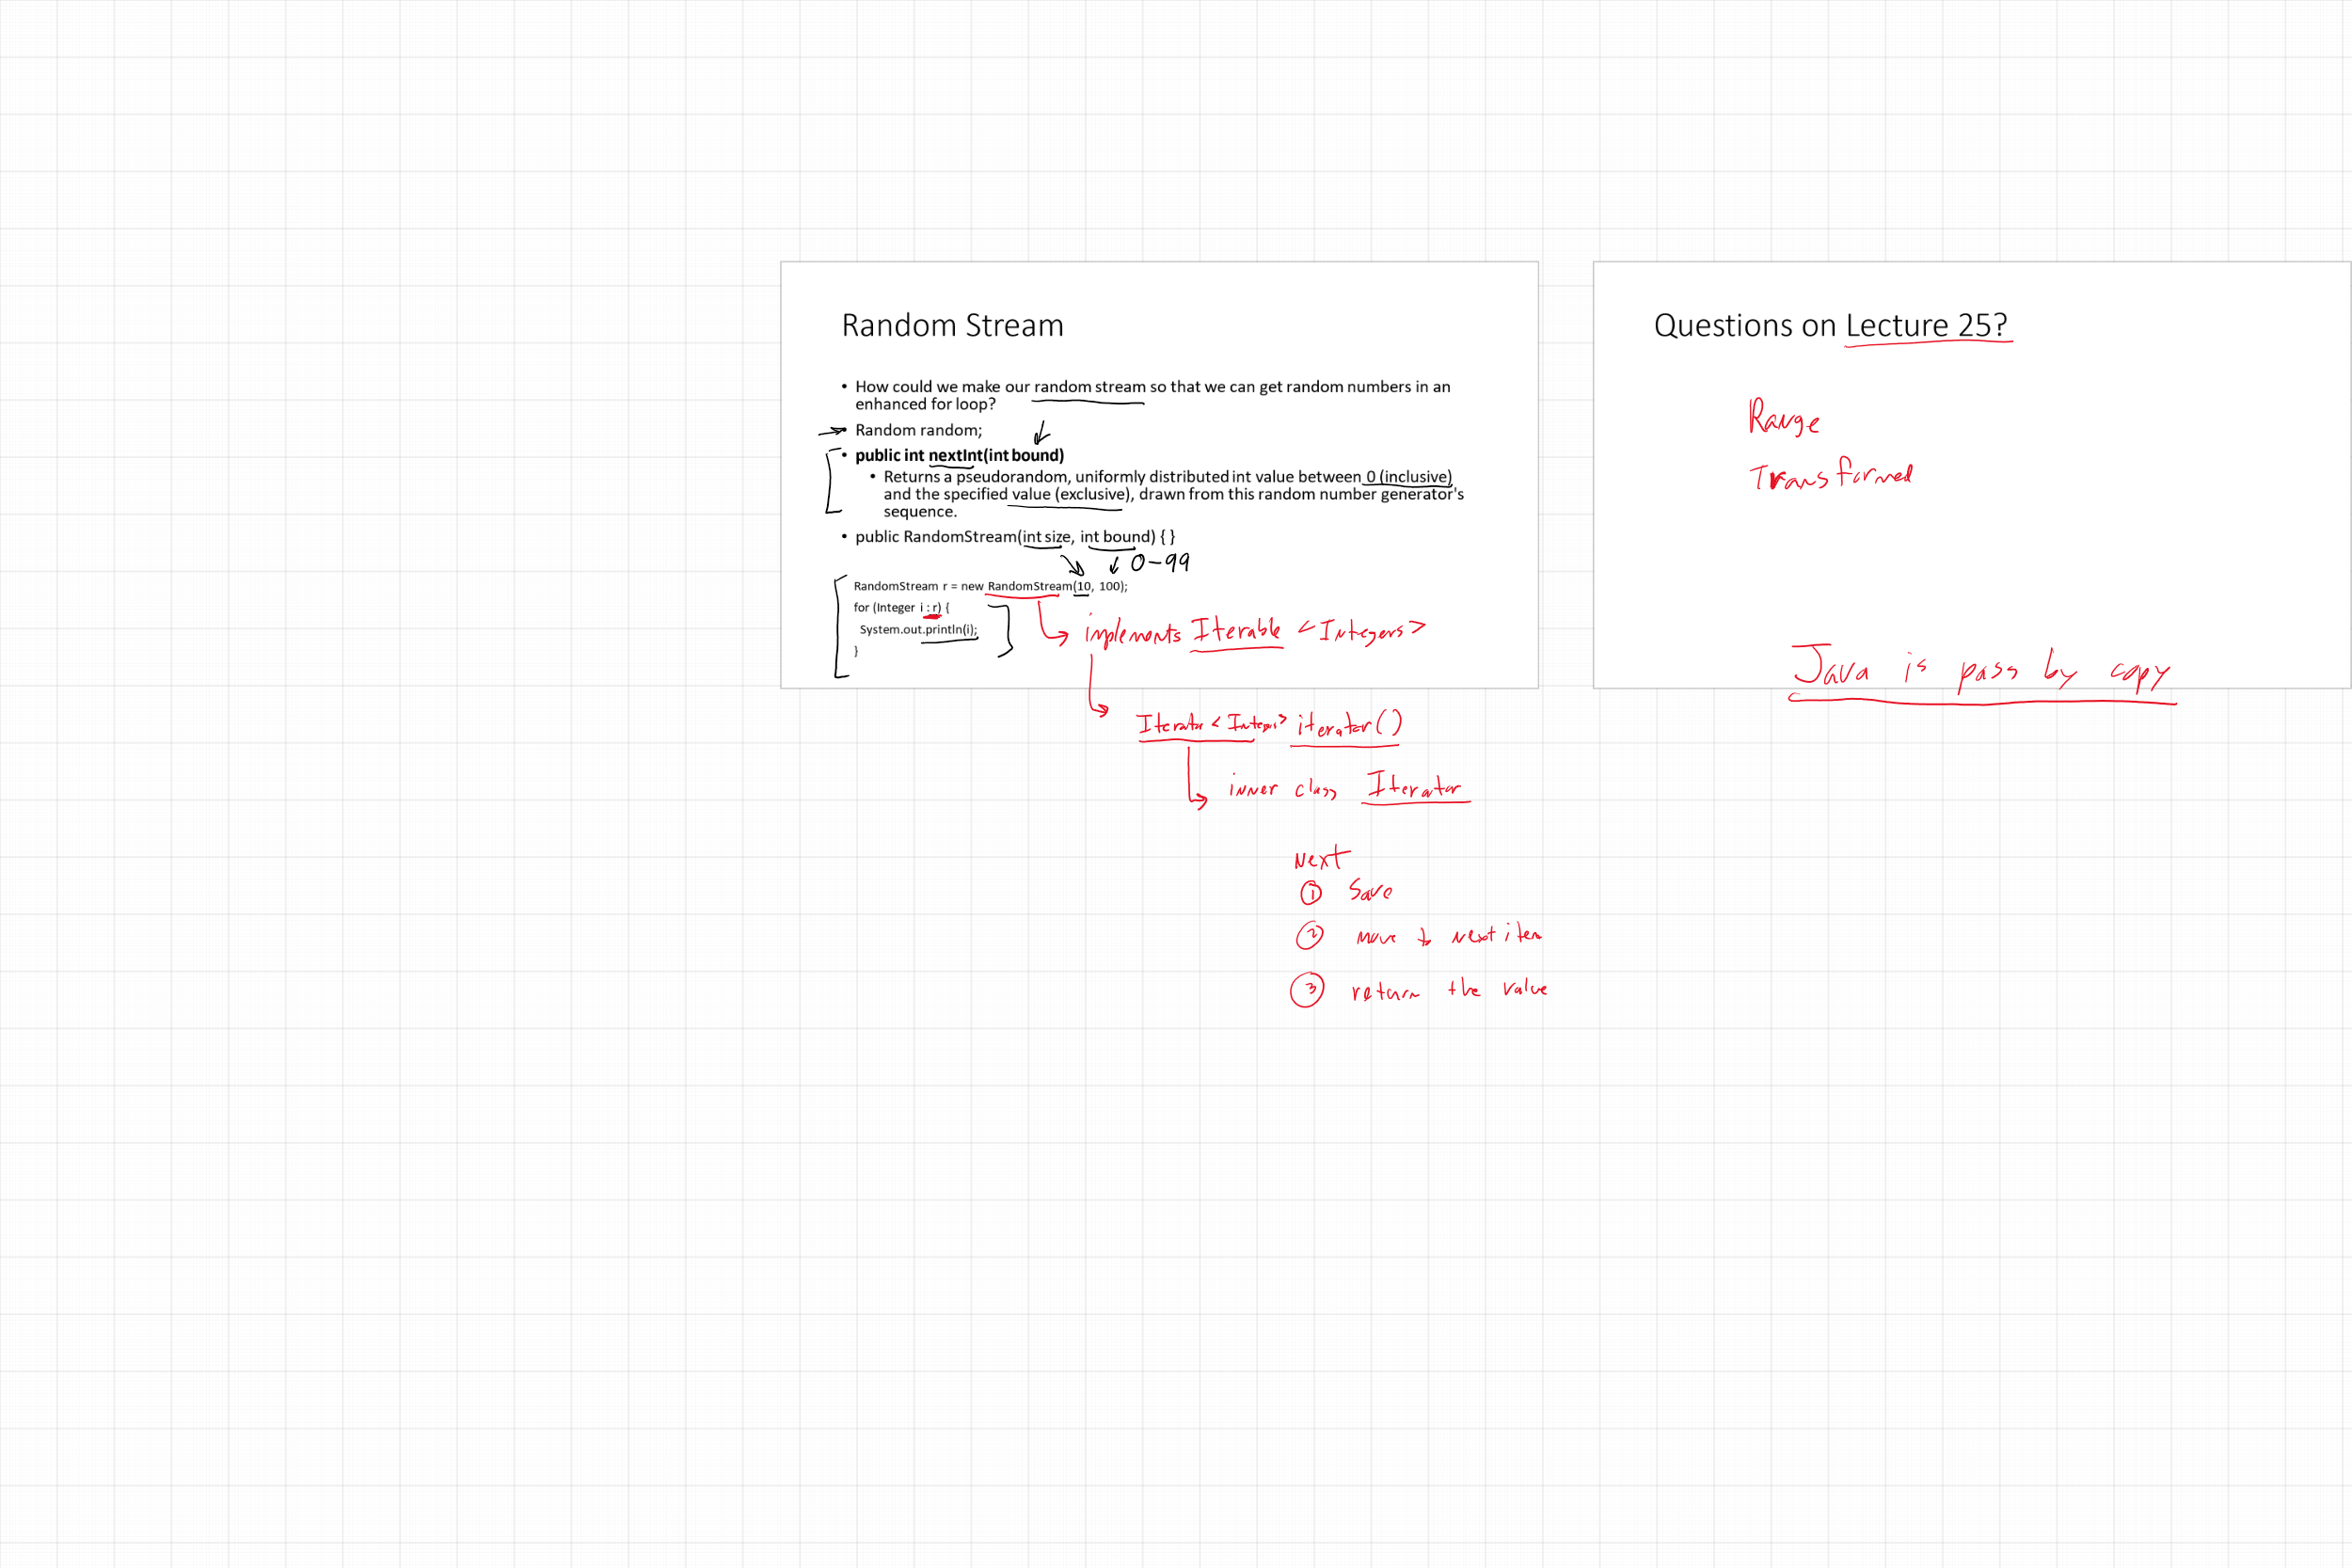 Random Stream
• How could we make our random stream so that we can get random numbers in an
enhanced for loop?
• Random random;
• public int nextInt(int bound)
• Returns a pseudorandom, uniformly distributed int value between 0 (inclusive)
and the specified value (exclusive), drawn from this random number generator's
sequence.
• public RandomStream(int size, int bound) { }
0-99
RandomStream r = new RandomStream(10, 100);
for (Integer i : r) {
System.out.println(i);
}
implements Iterable <Integers>
Iterator <Integers> iterator()
inner class Iterator
Next
① Save
② move to next item
③ return the value
Questions on Lecture 25?
Range
Transformed
Java is pass by copy